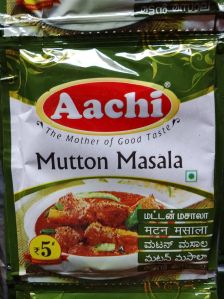 Aachi®
The Mother of Good Taste
Mutton Masala
மட்டன் மசாலா
मटन मसाला
₹5